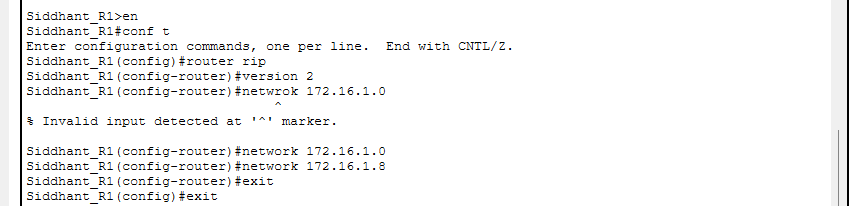 Siddhant_R1>en
Siddhant_R1#conf t
Enter configuration commands, one per line.  End with CNTL/Z.
Siddhant_R1(config)#router rip
Siddhant_R1(config-router)#version 2
Siddhant_R1(config-router)#netwrok 172.16.1.0
^
% Invalid input detected at '^' marker.
Siddhant_R1(config-router)#network 172.16.1.0
Siddhant_R1(config-router)#network 172.16.1.8
Siddhant_R1(config-router)#exit
Siddhant_R1(config)#exit